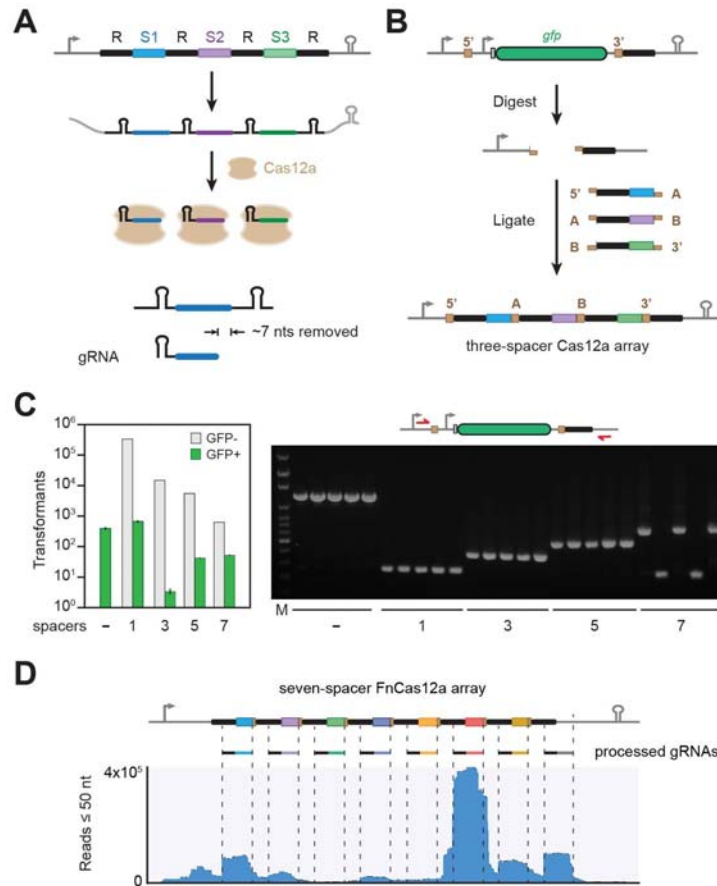 A
R S1 R S2 R S3 R
Cas12a
~7 nts removed
gRNA
B
5' gfp 3'
Digest
Ligate
5' A
A B
B 3'
5' A B 3'
three-spacer Cas12a array
C
Transformants
10⁶
10⁵
10⁴
10³
10²
10¹
10⁰
GFP-
GFP+
spacers – 1 3 5 7
M – 1 3 5 7
D
seven-spacer FnCas12a array
processed gRNAs
Reads ≤ 50 nt
4x10⁵
0